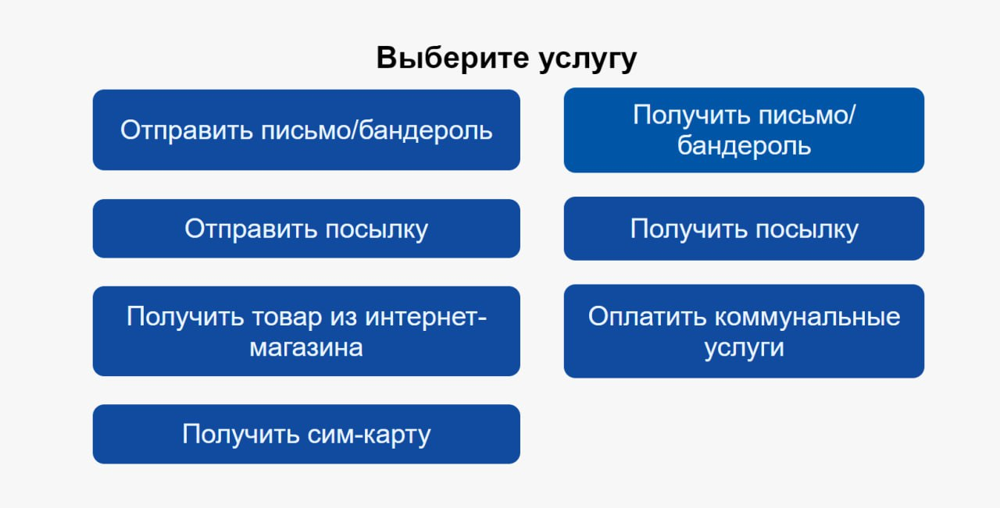 Выберите услугу
Отправить письмо/бандероль
Получить письмо/
бандероль
Отправить посылку
Получить посылку
Получить товар из интернет-
магазина
Оплатить коммунальные
услуги
Получить сим-карту